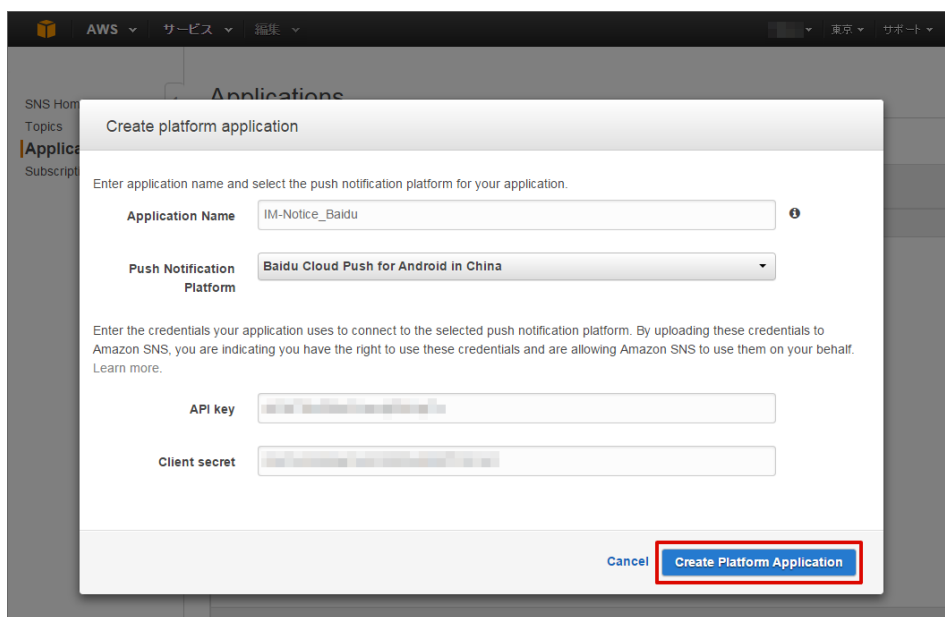 AWS サービス 編集 東京 サポート
Applications
SNS Hom
Topics
Applica
Subscript
Create platform application
Enter application name and select the push notification platform for your application.
Application Name IM-Notice_Baidu
Push Notification
Platform
Baidu Cloud Push for Android in China
Enter the credentials your application uses to connect to the selected push notification platform. By uploading these credentials to
Amazon SNS, you are indicating you have the right to use these credentials and are allowing Amazon SNS to use them on your behalf.
Learn more.
API key
Client secret
Cancel Create Platform Application